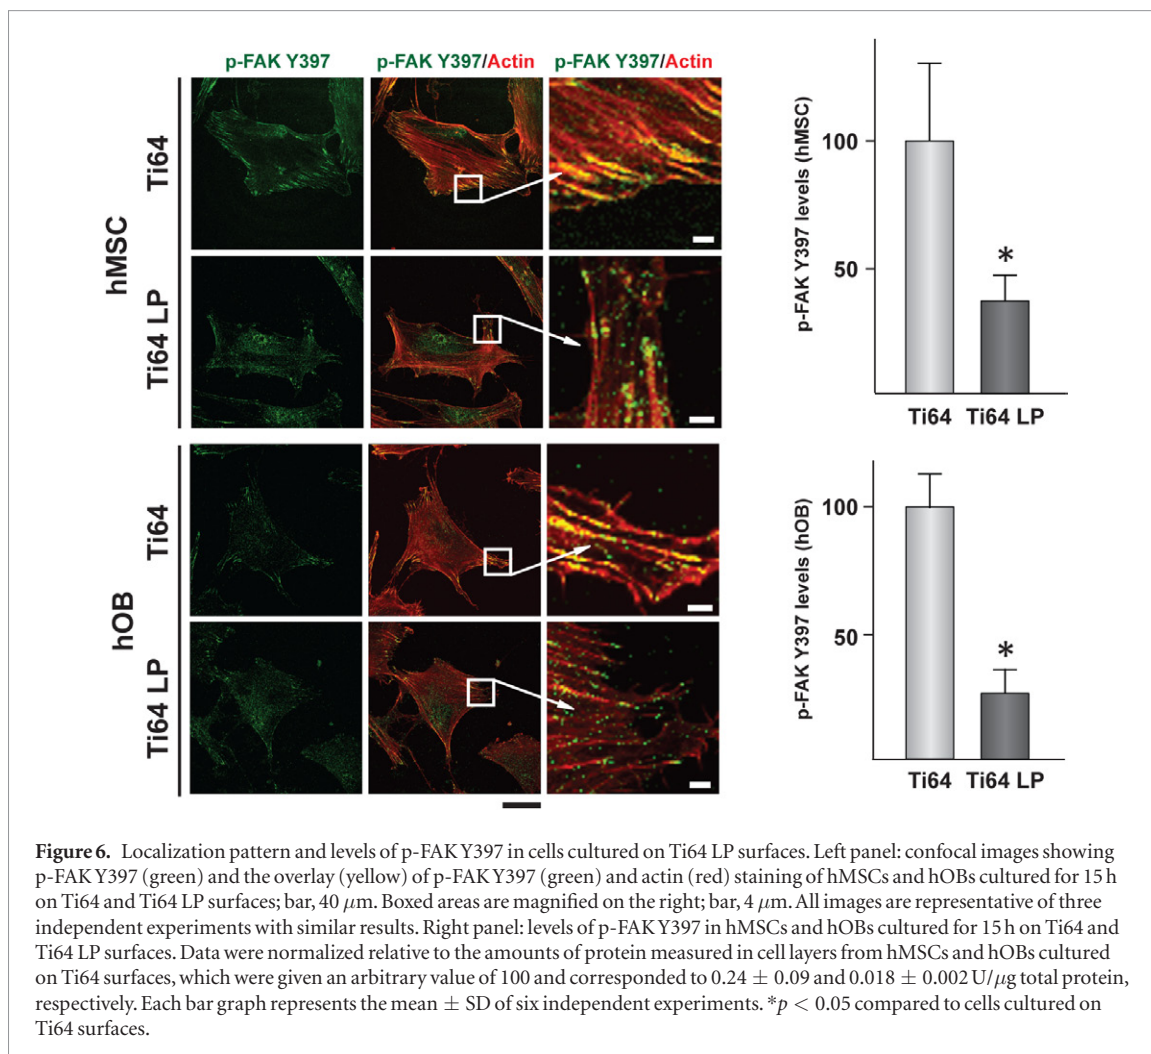 p-FAK Y397
p-FAK Y397/Actin
p-FAK Y397/Actin
hMSC
Ti64
Ti64 LP
hOB
Ti64
Ti64 LP
p-FAK Y397 levels (hMSC)
100
50
*
Ti64
Ti64 LP
p-FAK Y397 levels (hOB)
100
50
*
Ti64
Ti64 LP
Figure 6. Localization pattern and levels of p-FAK Y397 in cells cultured on Ti64 LP surfaces. Left panel: confocal images showing
p-FAK Y397 (green) and the overlay (yellow) of p-FAK Y397 (green) and actin (red) staining of hMSCs and hOBs cultured for 15 h
on Ti64 and Ti64 LP surfaces; bar, 40 μm. Boxed areas are magnified on the right; bar, 4 μm. All images are representative of three
independent experiments with similar results. Right panel: levels of p-FAK Y397 in hMSCs and hOBs cultured for 15 h on Ti64 and
Ti64 LP surfaces. Data were normalized relative to the amounts of protein measured in cell layers from hMSCs and hOBs cultured
on Ti64 surfaces, which were given an arbitrary value of 100 and corresponded to 0.24 ± 0.09 and 0.018 ± 0.002 U/μg total protein,
respectively. Each bar graph represents the mean ± SD of six independent experiments. *p < 0.05 compared to cells cultured on
Ti64 surfaces.